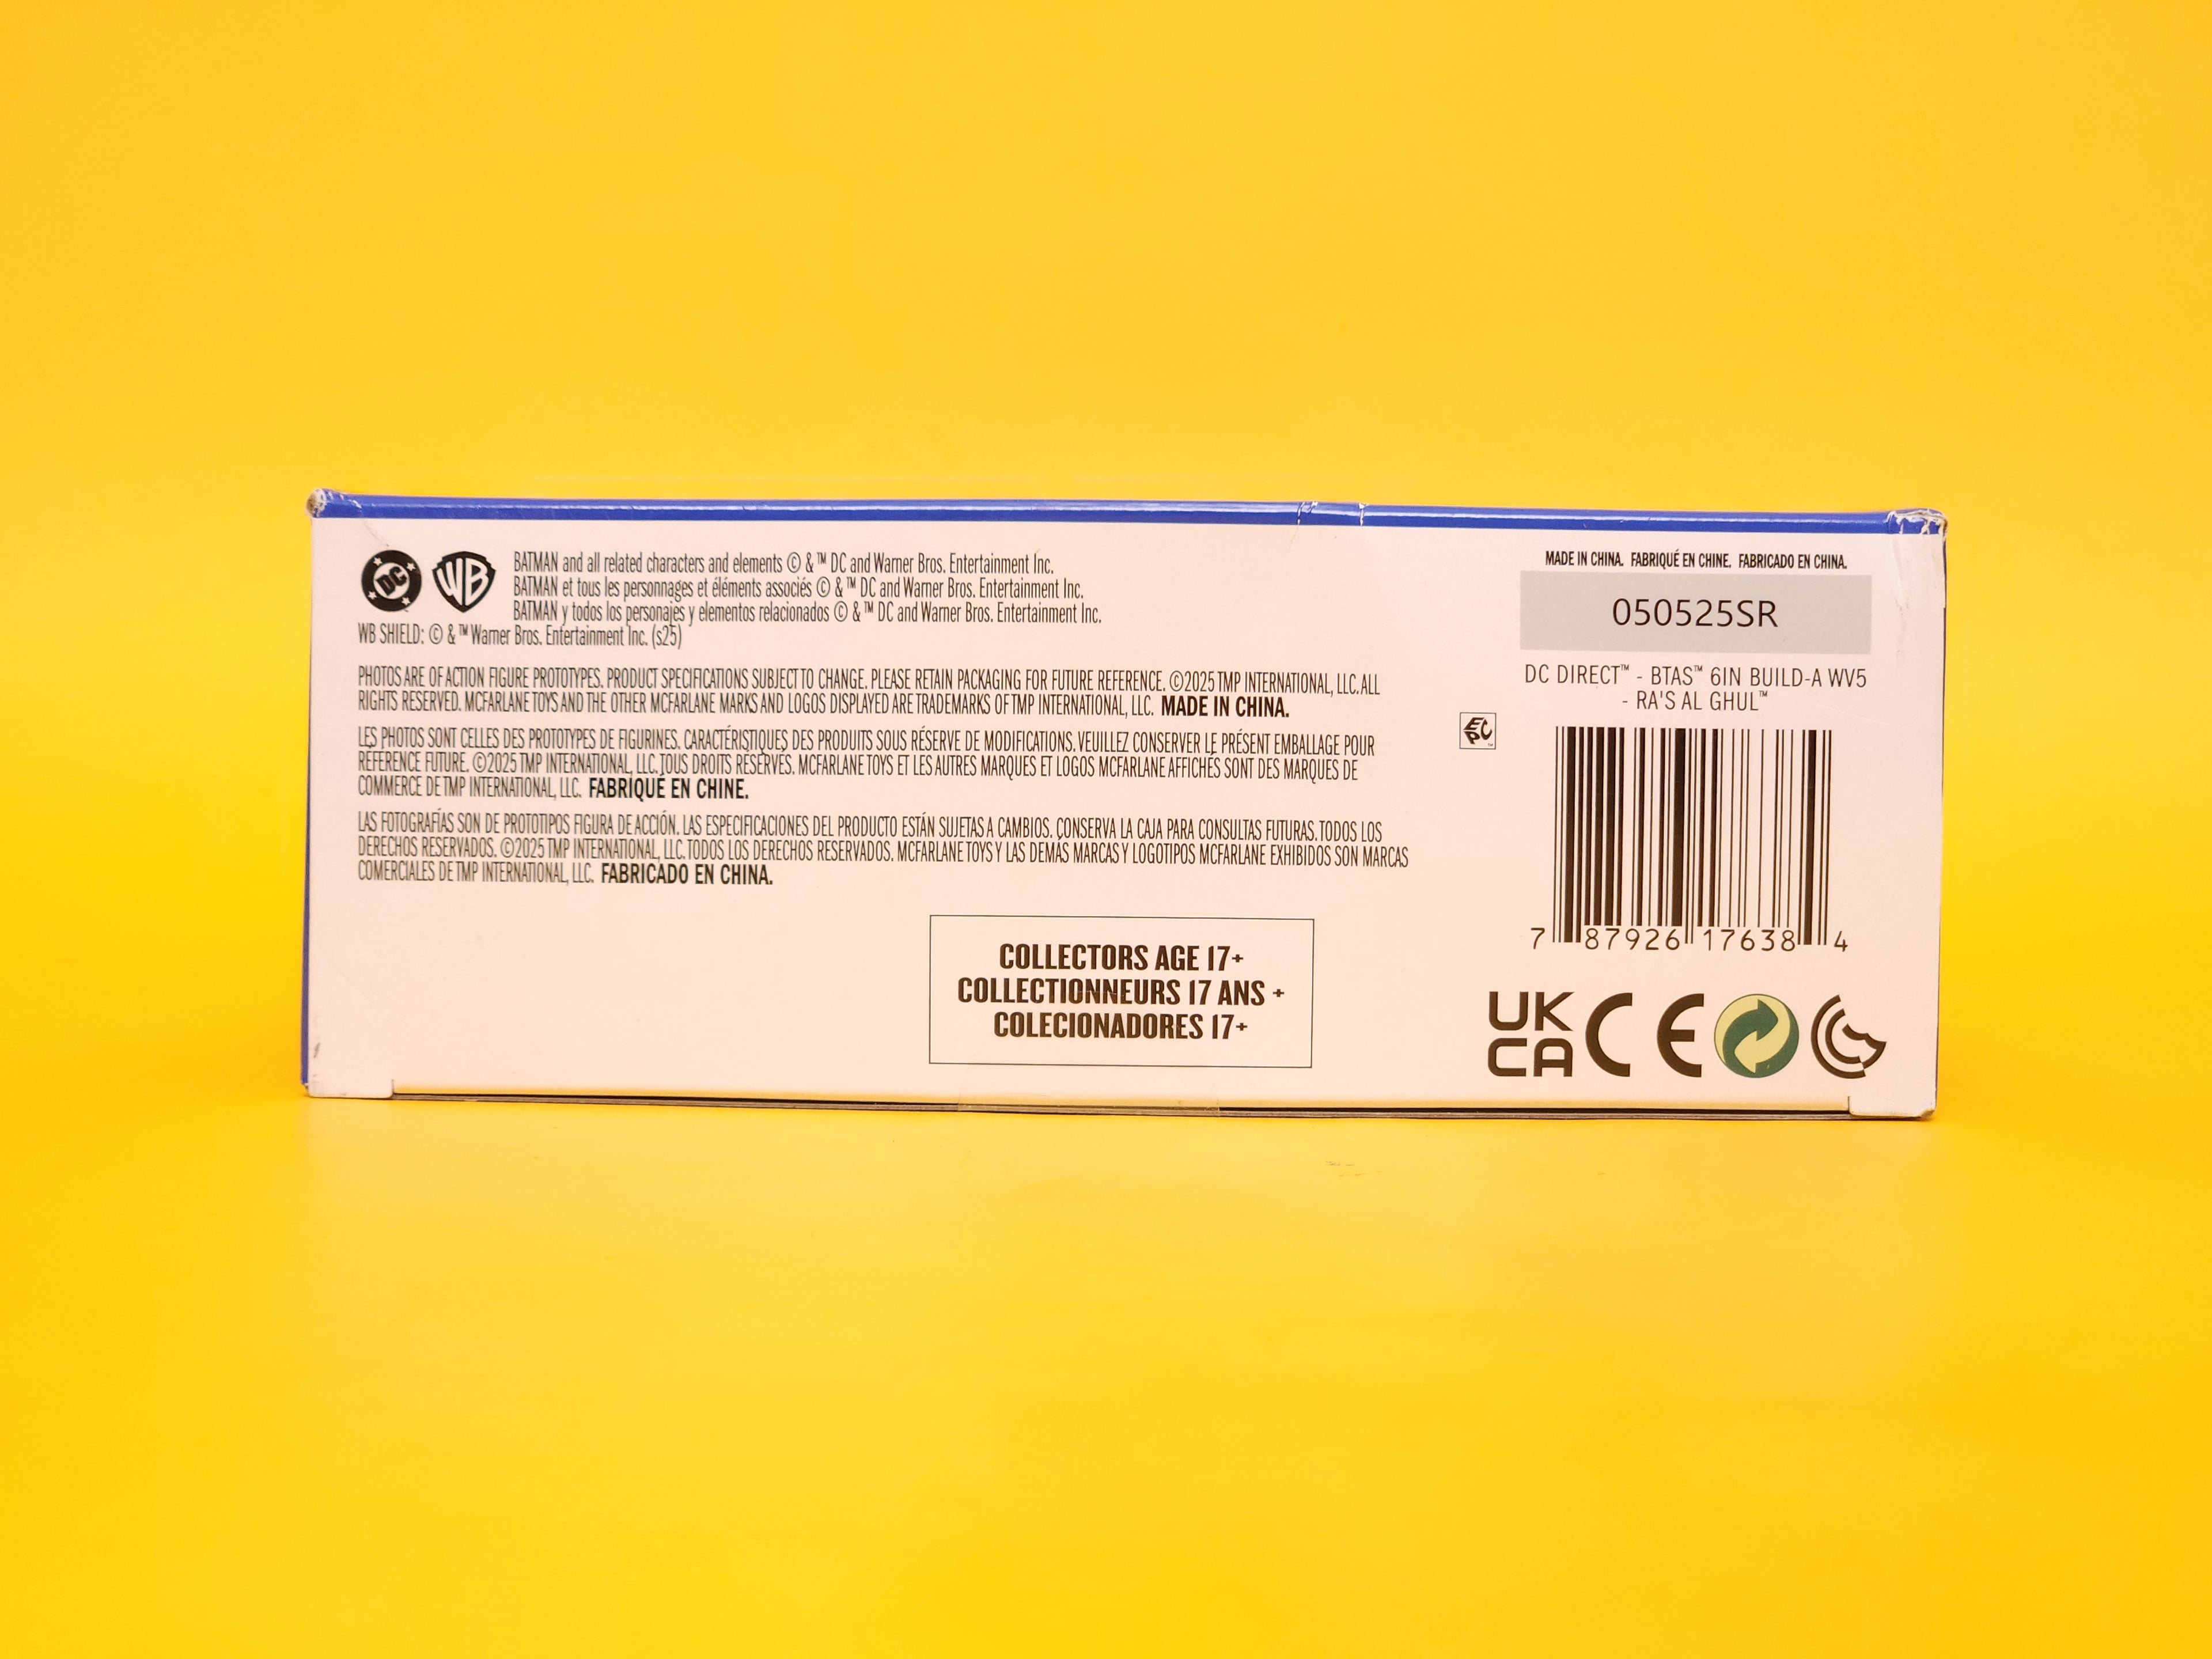 DC
WB
BATMAN and all related characters and elements © & ™ DC and Warner Bros. Entertainment Inc.
BATMAN et tous les personnages et éléments associés © & ™ DC and Warner Bros. Entertainment Inc.
BATMAN y todos los personajes y elementos relacionados © & ™ DC and Warner Bros. Entertainment Inc.
WB SHIELD: © & ™ Warner Bros. Entertainment Inc. (s25)
PHOTOS ARE OF ACTION FIGURE PROTOTYPES. PRODUCT SPECIFICATIONS SUBJECT TO CHANGE. PLEASE RETAIN PACKAGING FOR FUTURE REFERENCE. ©2025 TMP INTERNATIONAL, LLC. ALL
RIGHTS RESERVED. MCFARLANE TOYS AND THE OTHER MCFARLANE MARKS AND LOGOS DISPLAYED ARE TRADEMARKS OF TMP INTERNATIONAL, LLC. MADE IN CHINA.
LES PHOTOS SONT CELLES DES PROTOTYPES DE FIGURINES. CARACTÉRISTIQUES DES PRODUITS SOUS RÉSERVE DE MODIFICATIONS. VEUILLEZ CONSERVER LE PRÉSENT EMBALLAGE POUR
RÉFÉRENCE FUTURE. ©2025 TMP INTERNATIONAL, LLC. TOUS DROITS RÉSERVÉS. MCFARLANE TOYS ET LES AUTRES MARQUES ET LOGOS MCFARLANE AFFICHÉS SONT DES MARQUES DE
COMMERCE DE TMP INTERNATIONAL, LLC. FABRIQUÉ EN CHINE.
LAS FOTOGRAFÍAS SON DE PROTOTIPOS FIGURA DE ACCIÓN. LAS ESPECIFICACIONES DEL PRODUCTO ESTÁN SUJETAS A CAMBIOS. CONSERVA LA CAJA PARA CONSULTAS FUTURAS. TODOS LOS
DERECHOS RESERVADOS. ©2025 TMP INTERNATIONAL, LLC. TODOS LOS DERECHOS RESERVADOS. MCFARLANE TOYS Y LAS DEMÁS MARCAS Y LOGOTIPOS MCFARLANE EXHIBIDOS SON MARCAS
COMERCIALES DE TMP INTERNATIONAL, LLC. FABRICADO EN CHINA.
COLLECTORS AGE 17+
COLLECTIONNEURS 17 ANS +
COLECIONADORES 17+
MADE IN CHINA. FABRIQUÉ EN CHINE. FABRICADO EN CHINA.
050525SR
DC DIRECT™ - BTAS™ 6IN BUILD-A WV5
- RA'S AL GHUL™
EPC™
7 87926 17638 4
UK
CA
CE